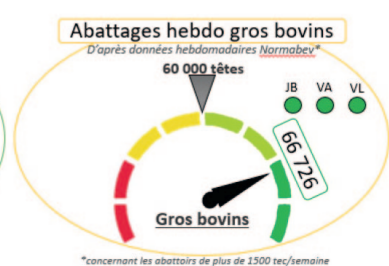 Abattages hebdo gros bovins
D'après données hebdomadaires Normabev*
60 000 têtes
JB VA VL
66 726
Gros bovins
*concernant les abattoirs de plus de 1500 tec/semaine